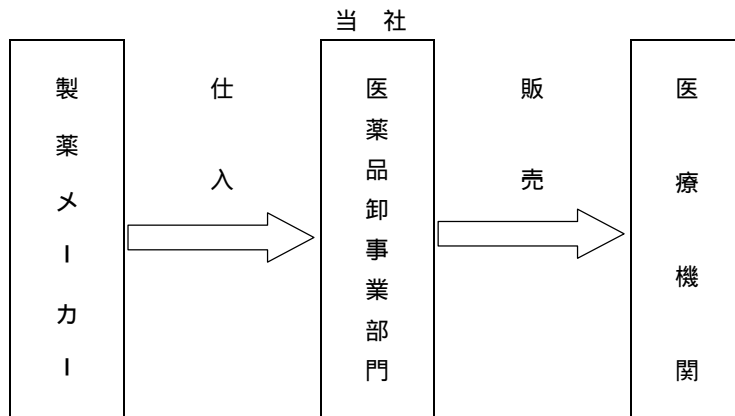 当 社
製薬メーカー
仕入
医薬品卸事業部門
販売
医療機関